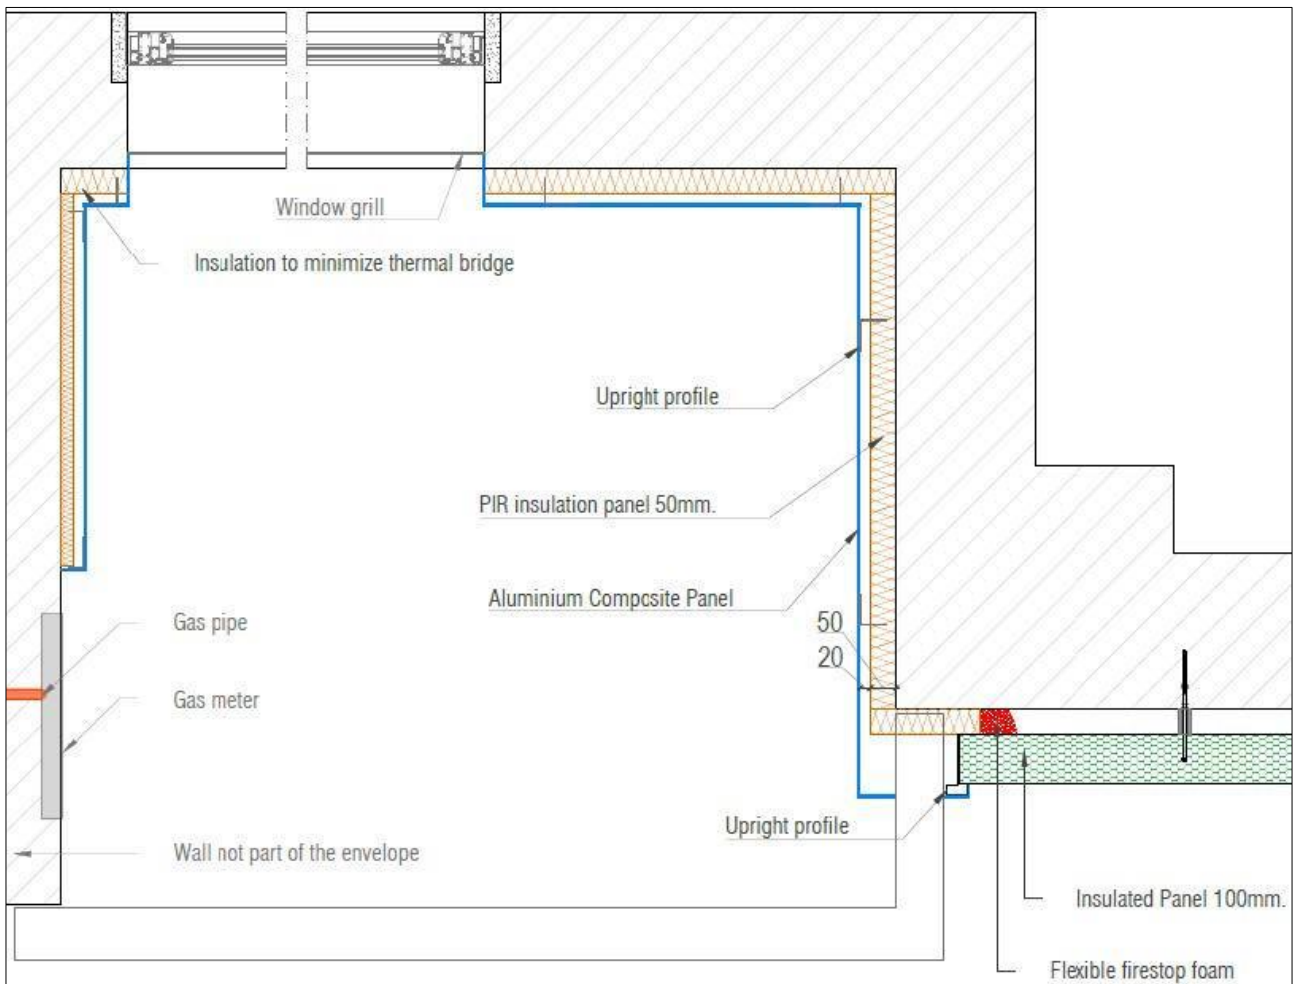 Window grill
Insulation to minimize thermal bridge
Upright profile
PIR insulation panel 50mm.
Aluminium Composite Panel
50
20
Gas pipe
Gas meter
Upright profile
Wall not part of the envelope
Insulated Panel 100mm.
Flexible firestop foam